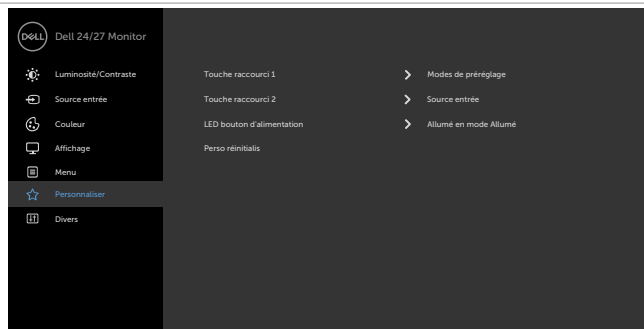 DELL Dell 24/27 Monitor
Luminosité/Contraste
Touche raccourci 1
Modes de préréglage
Source entrée
Touche raccourci 2
Source entrée
Couleur
LED bouton d'alimentation
Allumé en mode Allumé
Affichage
Perso réinitialis
Menu
Personnaliser
Divers